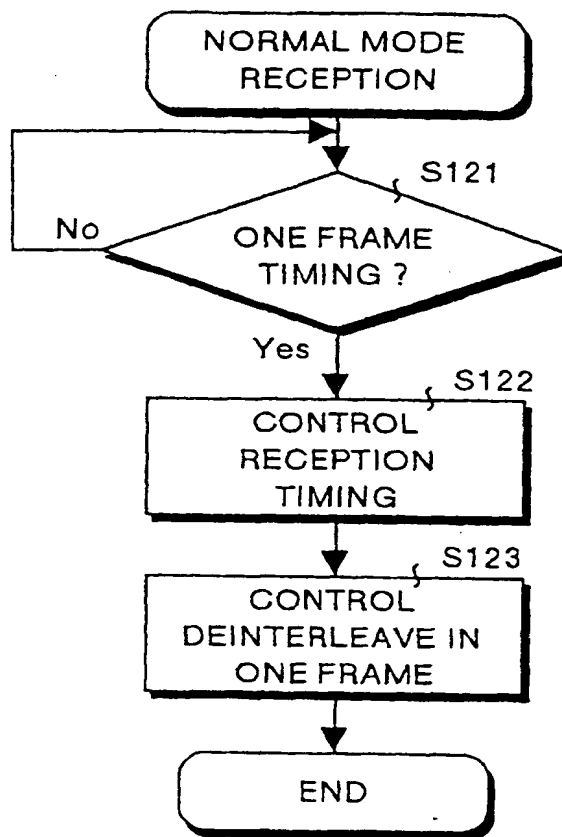 NORMAL MODE
RECEPTION
S121
No
ONE FRAME
TIMING ?
Yes
S122
CONTROL
RECEPTION
TIMING
S123
CONTROL
DEINTERLEAVE IN
ONE FRAME
END